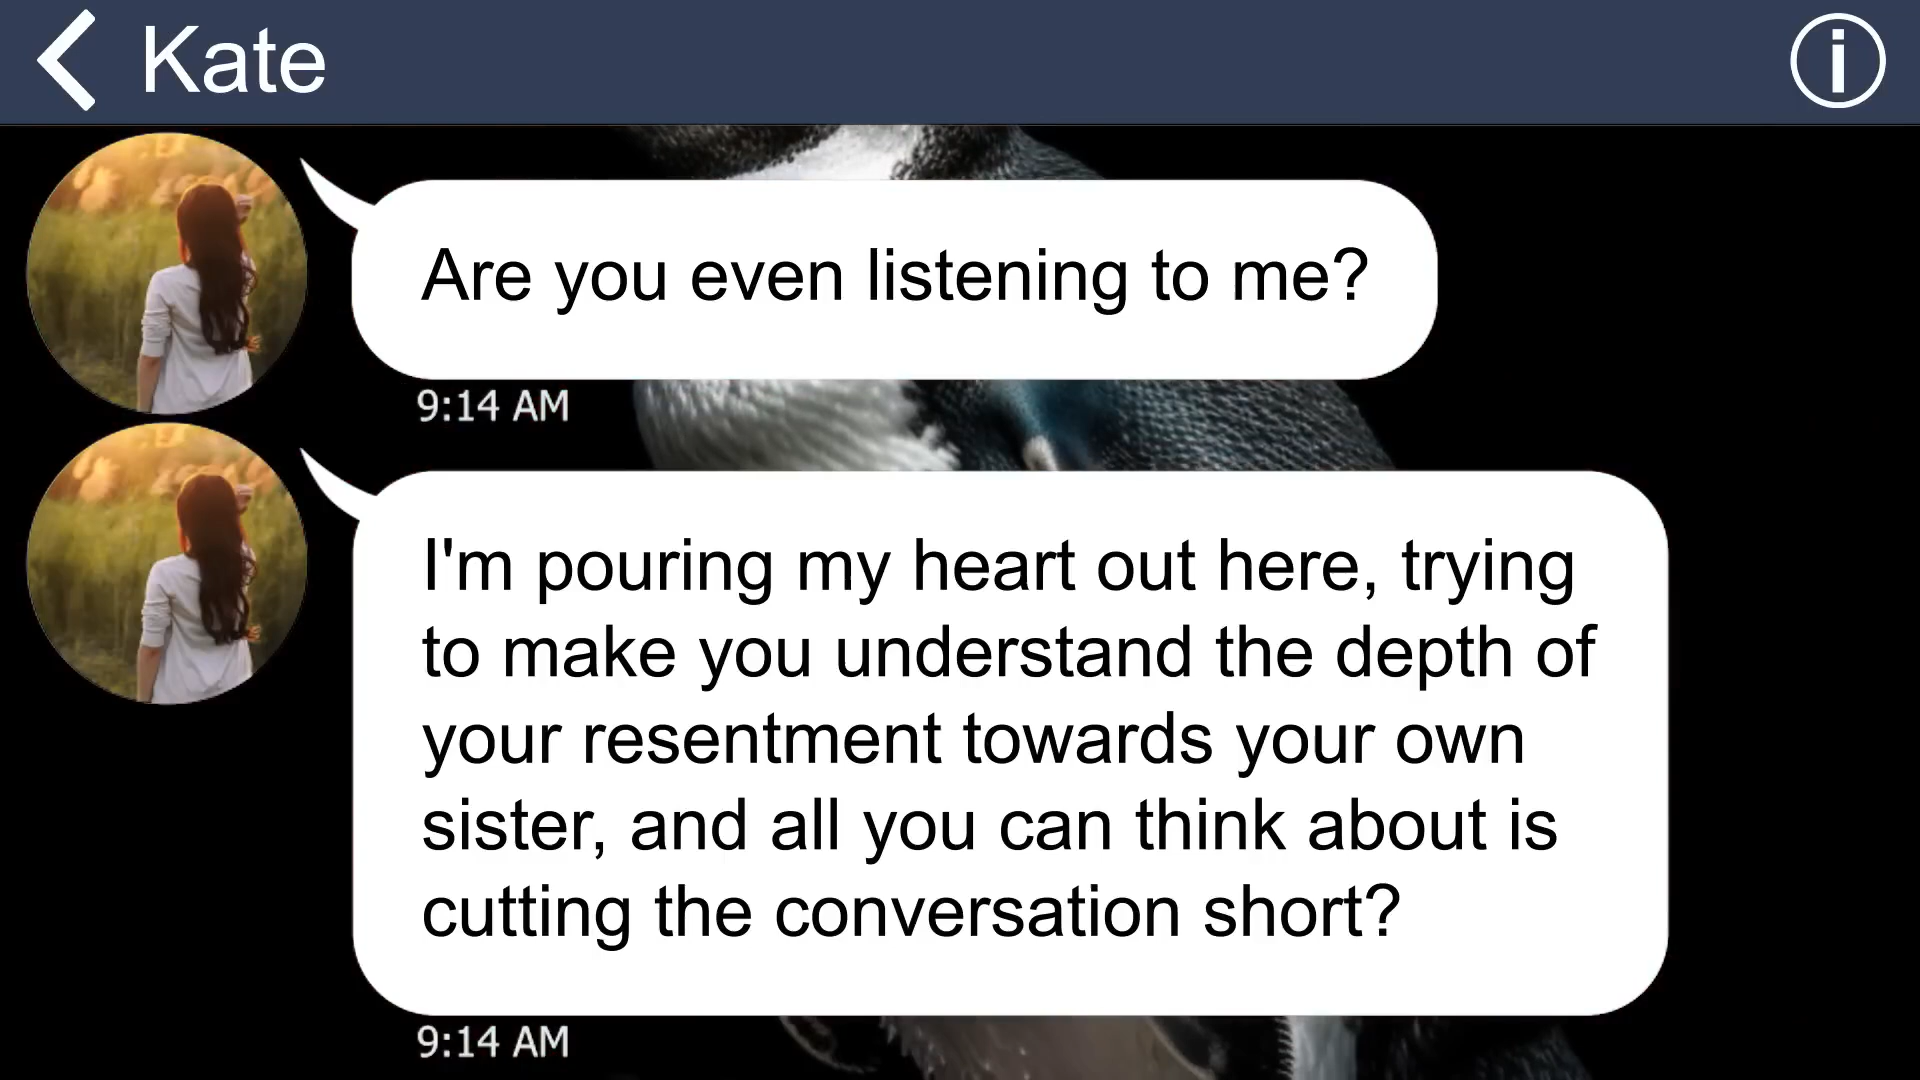 Kate
Are you even listening to me?
9:14 AM
I'm pouring my heart out here, trying
to make you understand the depth of
your resentment towards your own
sister, and all you can think about is
cutting the conversation short?
9:14 AM